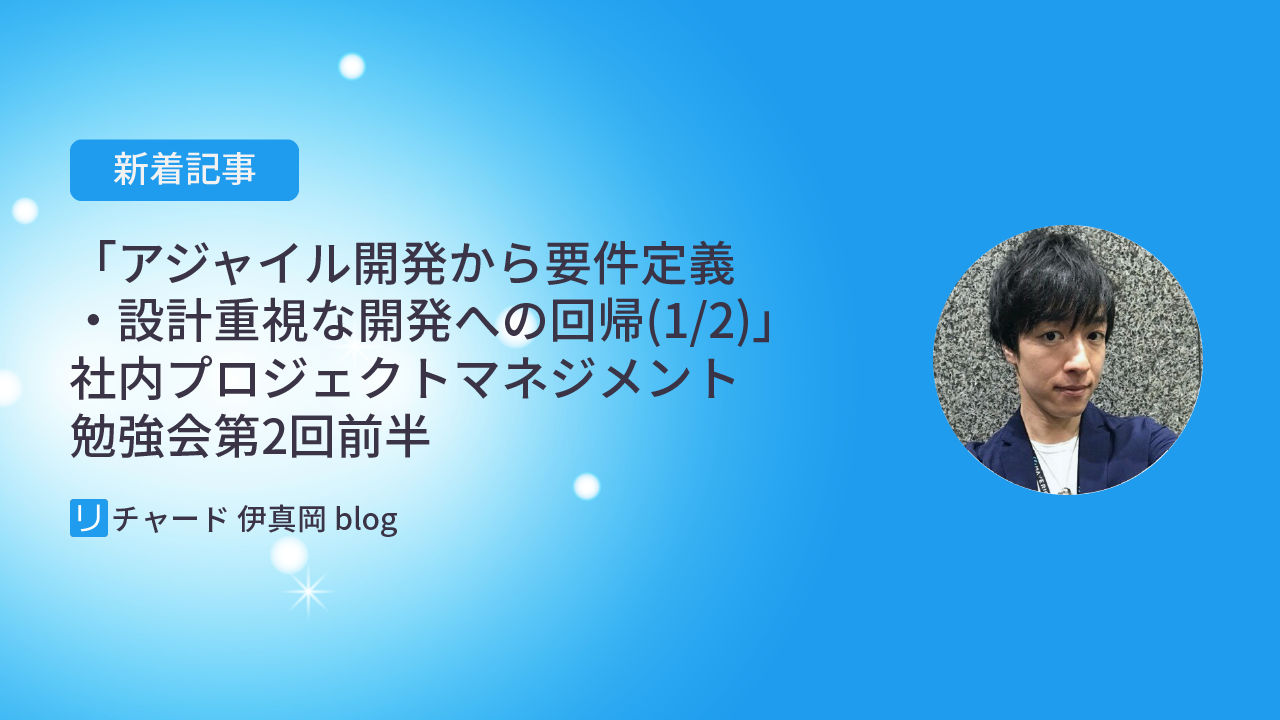 新着記事
「アジャイル開発から要件定義
・設計重視な開発への回帰(1/2)」
社内プロジェクトマネジメント
勉強会第2回前半
リチャード 伊真岡 blog